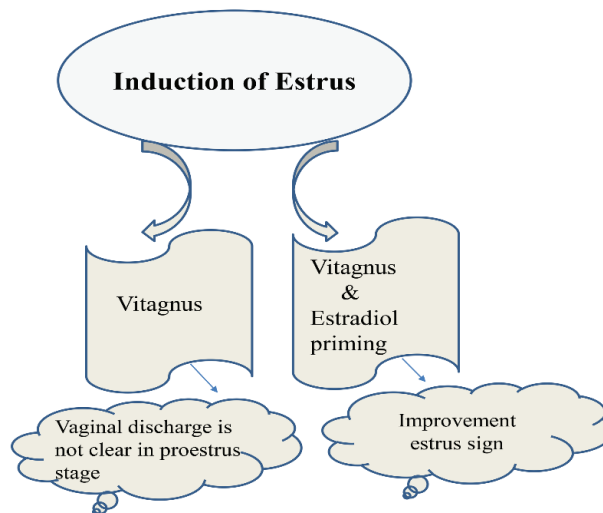 Induction of Estrus
Vitagnus
Vitagnus
&
Estradiol
priming
Vaginal discharge is
not clear in proestrus
stage
Improvement
estrus sign